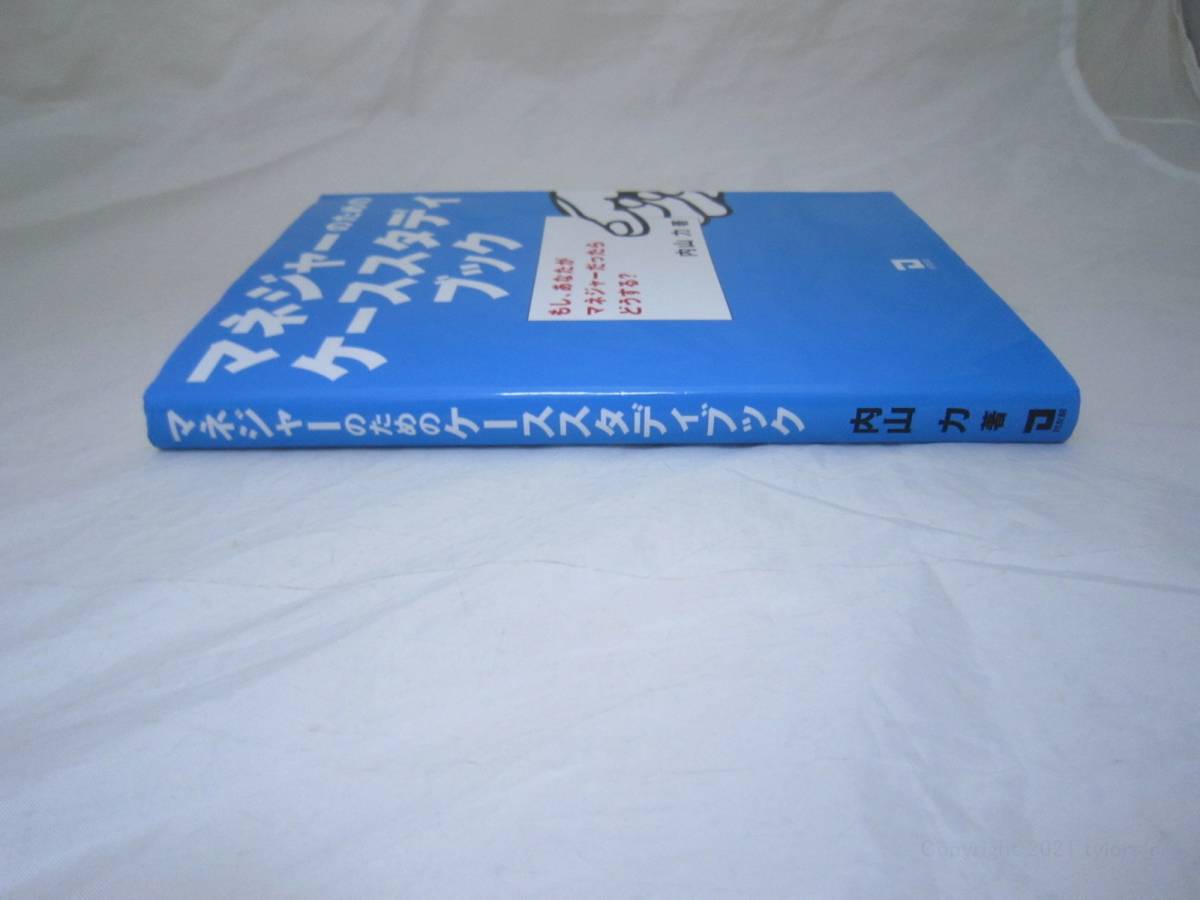 マネジャーのための
ケーススタディ
ブック
もし、あなたが
マネジャーだったら
どうする?
内山 力 著
マネジャーのためのケーススタディブック
内山 力 著